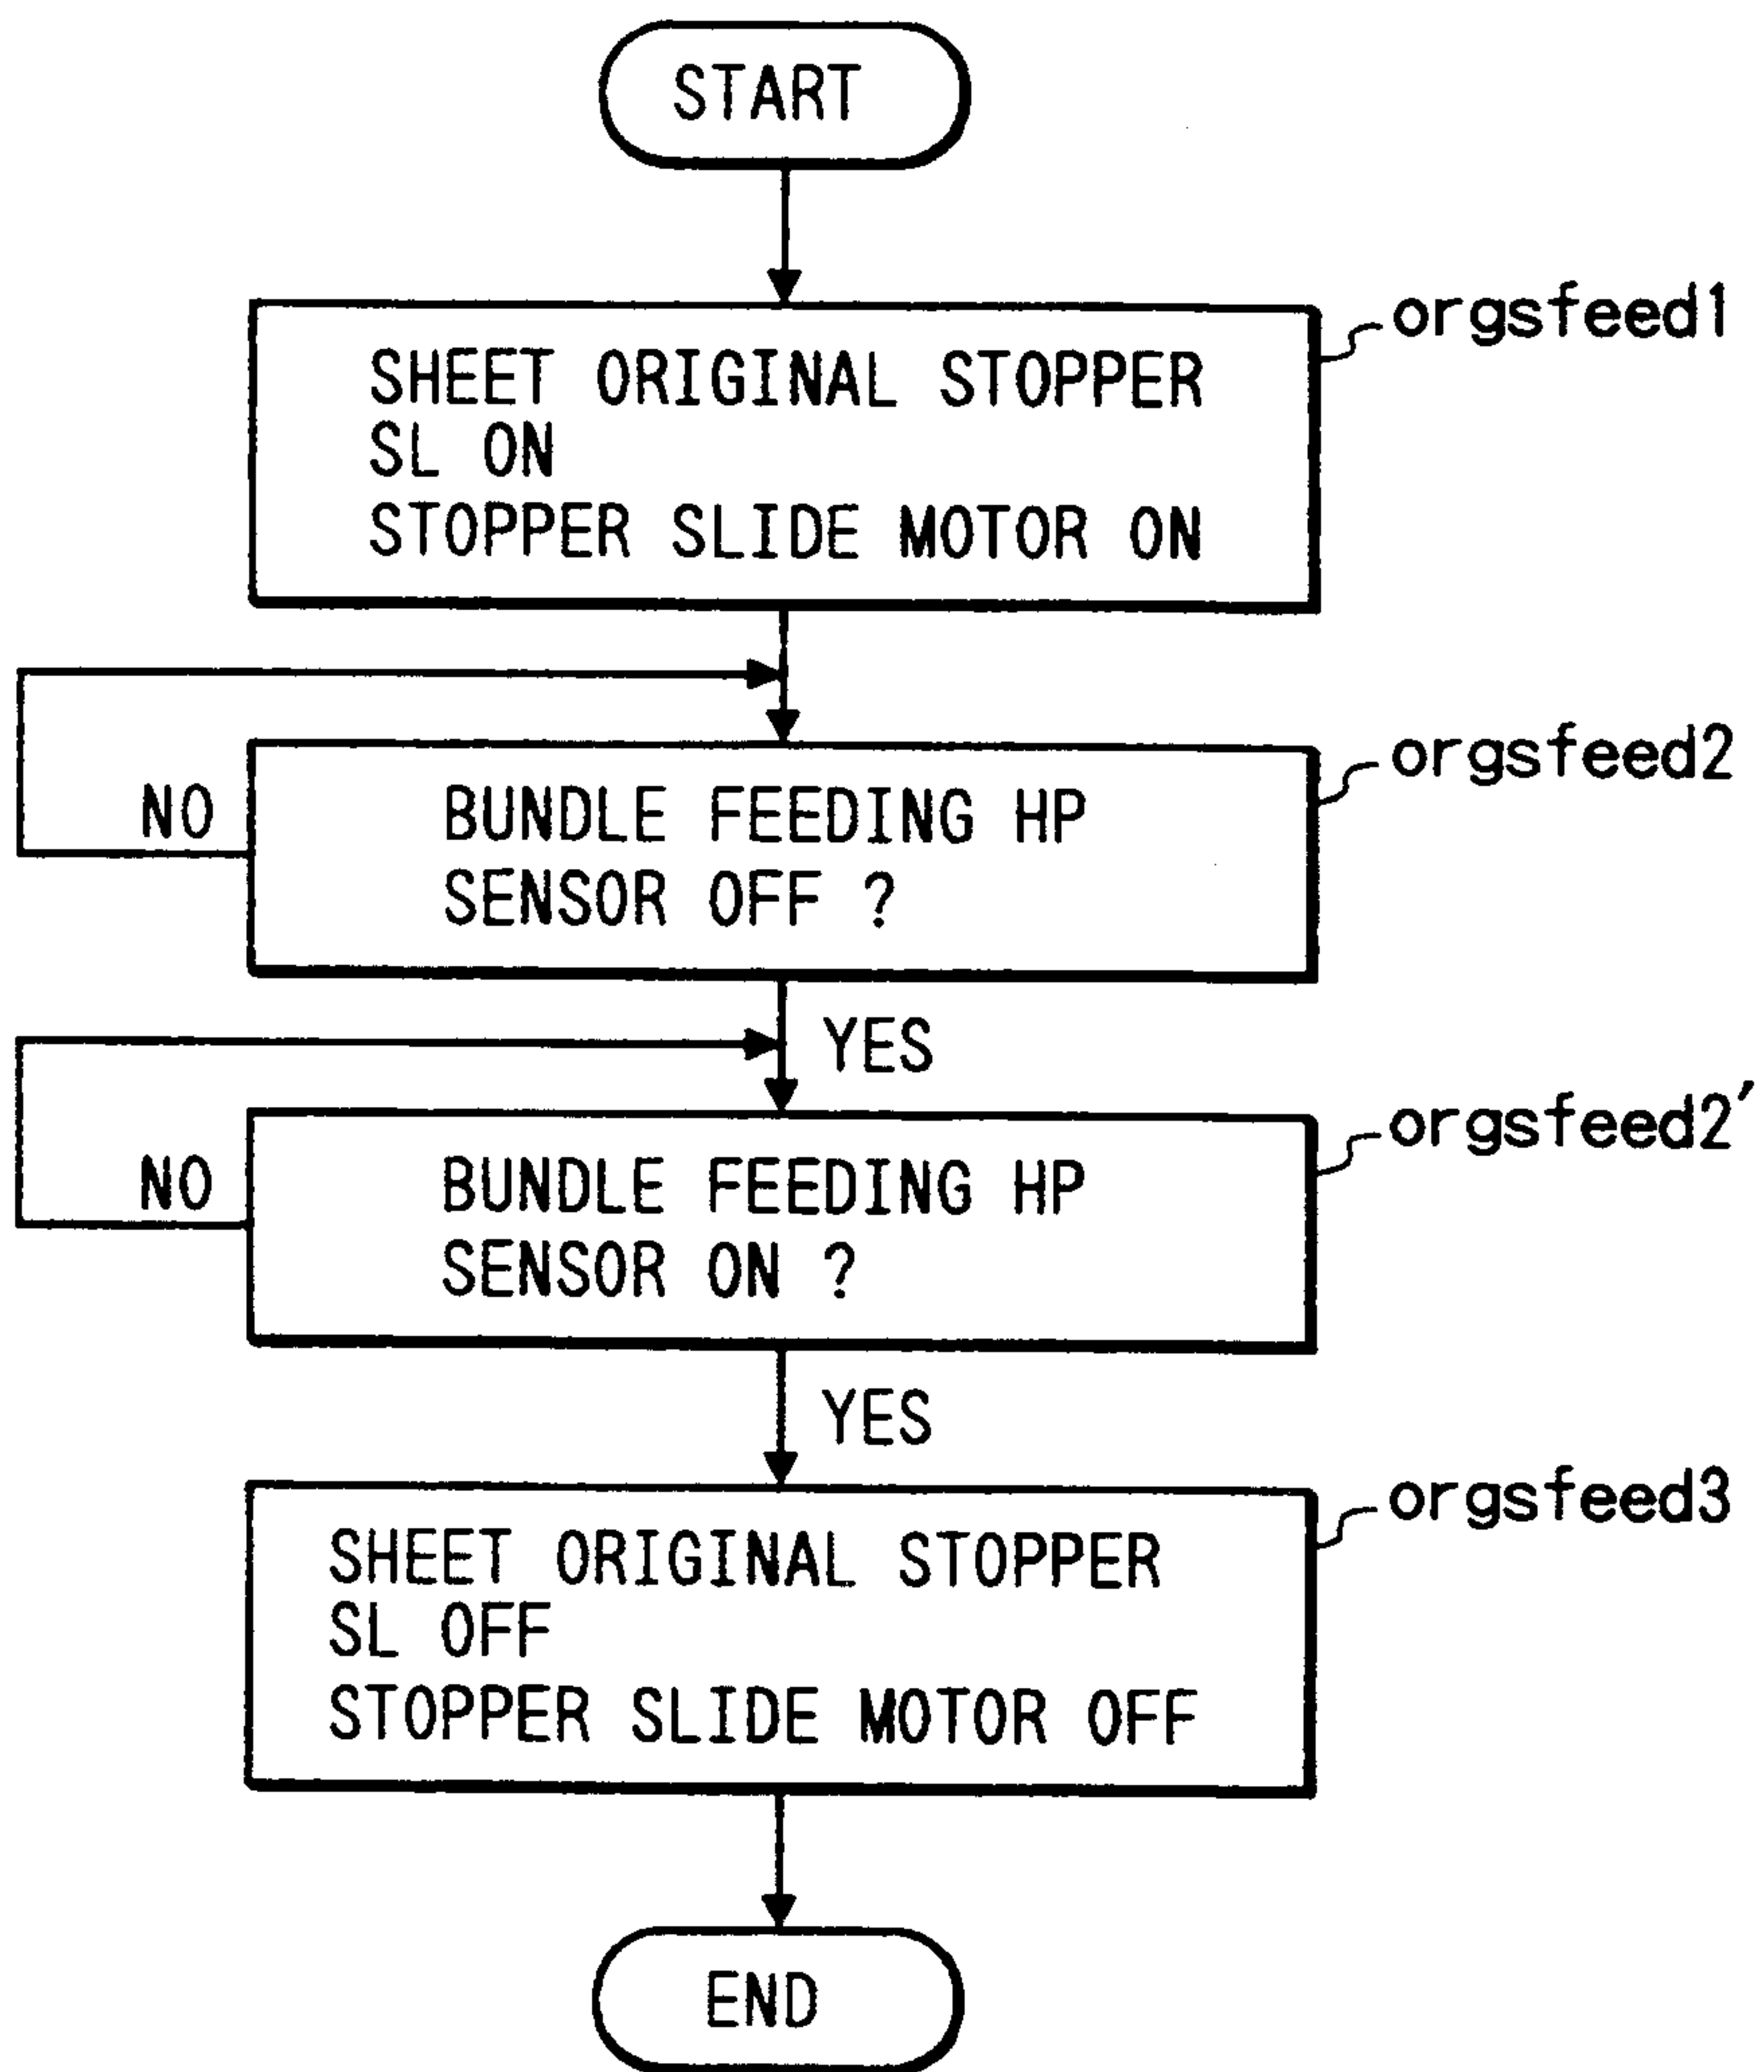 START
orgsfeed1
SHEET ORIGINAL STOPPER
SL ON
STOPPER SLIDE MOTOR ON
orgsfeed2
NO
BUNDLE FEEDING HP
SENSOR OFF ?
YES
orgsfeed2'
NO
BUNDLE FEEDING HP
SENSOR ON ?
YES
orgsfeed3
SHEET ORIGINAL STOPPER
SL OFF
STOPPER SLIDE MOTOR OFF
END